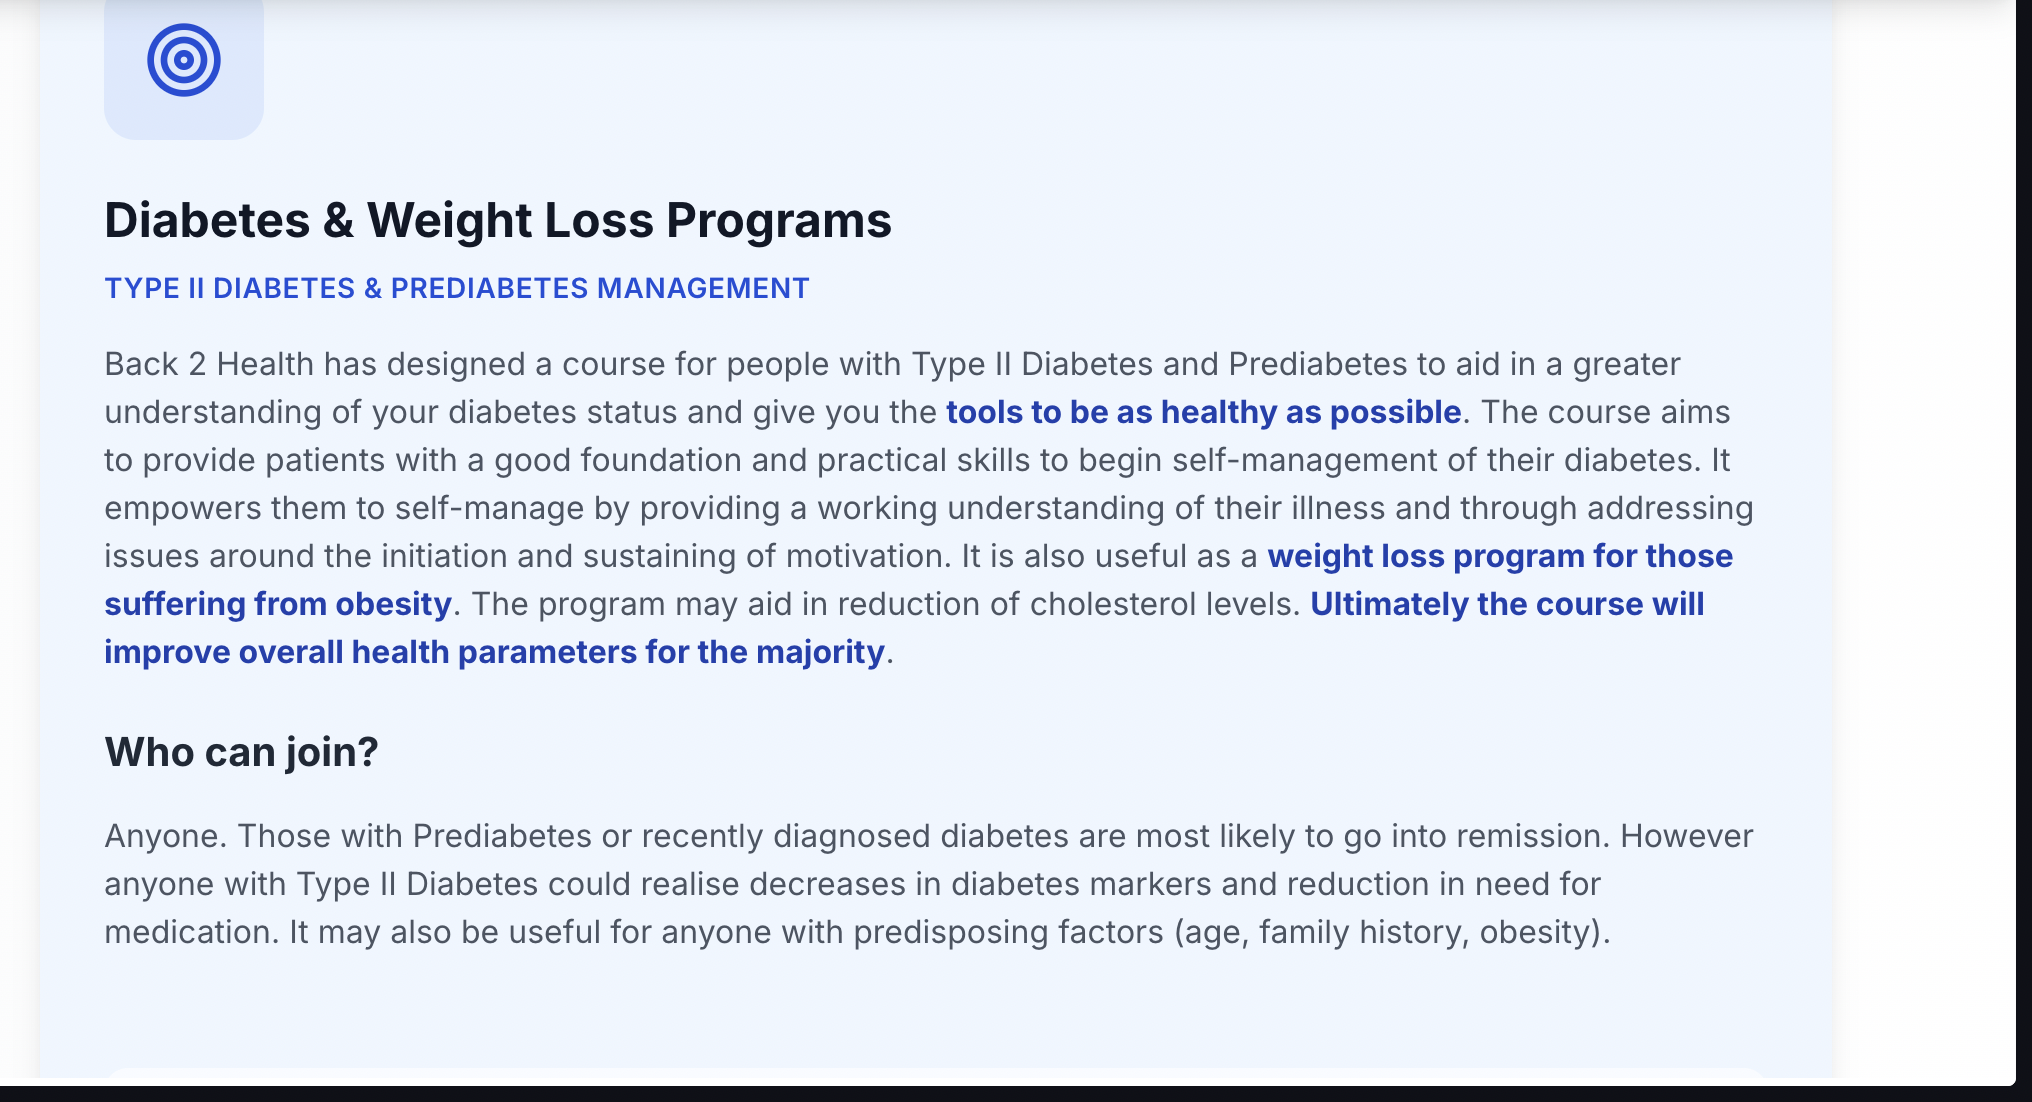 Diabetes & Weight Loss Programs
TYPE II DIABETES & PREDIABETES MANAGEMENT
Back 2 Health has designed a course for people with Type II Diabetes and Prediabetes to aid in a greater
understanding of your diabetes status and give you the tools to be as healthy as possible. The course aims
to provide patients with a good foundation and practical skills to begin self-management of their diabetes. It
empowers them to self-manage by providing a working understanding of their illness and through addressing
issues around the initiation and sustaining of motivation. It is also useful as a weight loss program for those
suffering from obesity. The program may aid in reduction of cholesterol levels. Ultimately the course will
improve overall health parameters for the majority.
Who can join?
Anyone. Those with Prediabetes or recently diagnosed diabetes are most likely to go into remission. However
anyone with Type II Diabetes could realise decreases in diabetes markers and reduction in need for
medication. It may also be useful for anyone with predisposing factors (age, family history, obesity).